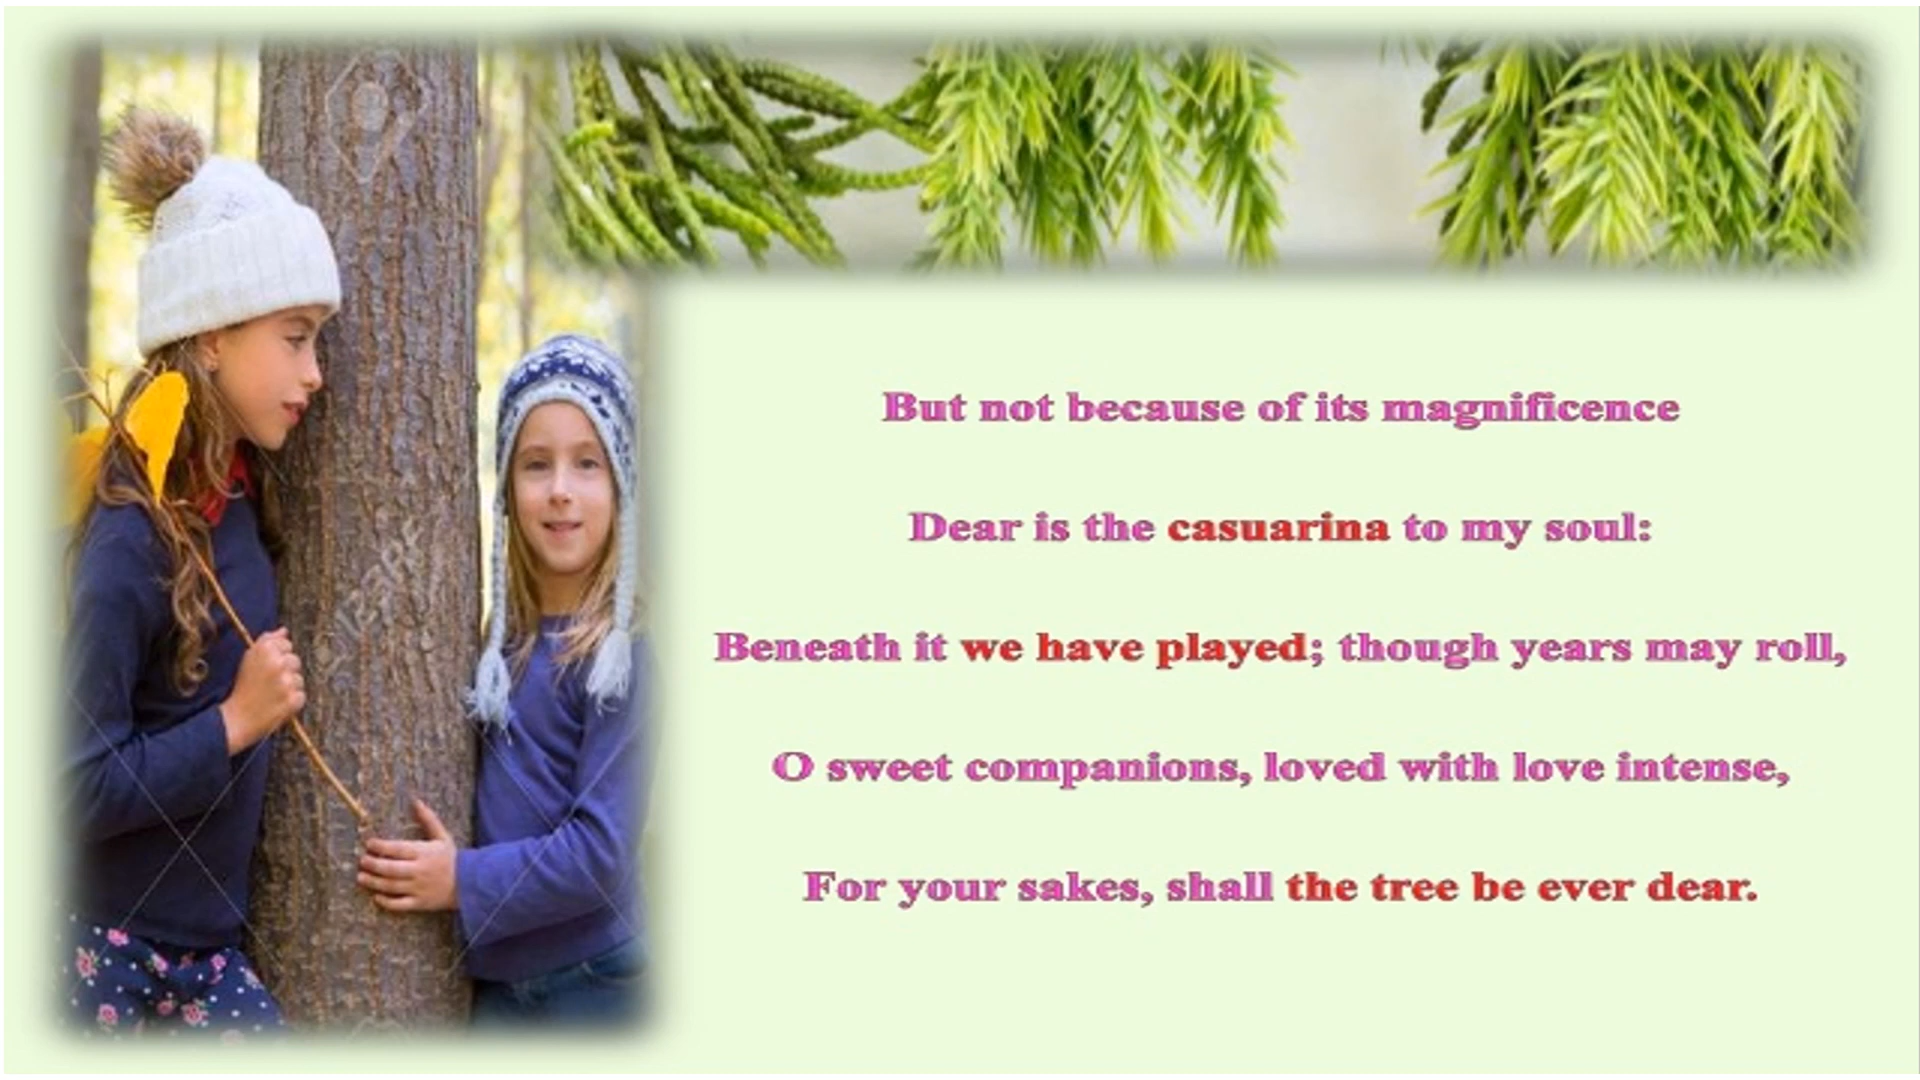 But not because of its magnificence
Dear is the casuarina to my soul:
Beneath it we have played; though years may roll,
O sweet companions, loved with love intense,
For your sakes, shall the tree be ever dear.